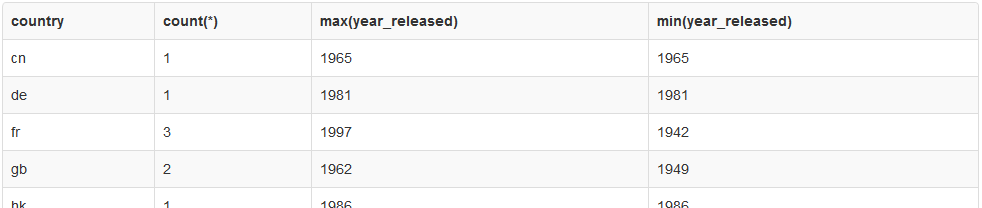 country count(*) max(year_released) min(year_released)
cn 1 1965 1965
de 1 1981 1981
fr 3 1997 1942
gb 2 1962 1949
hk 1 1986 1986